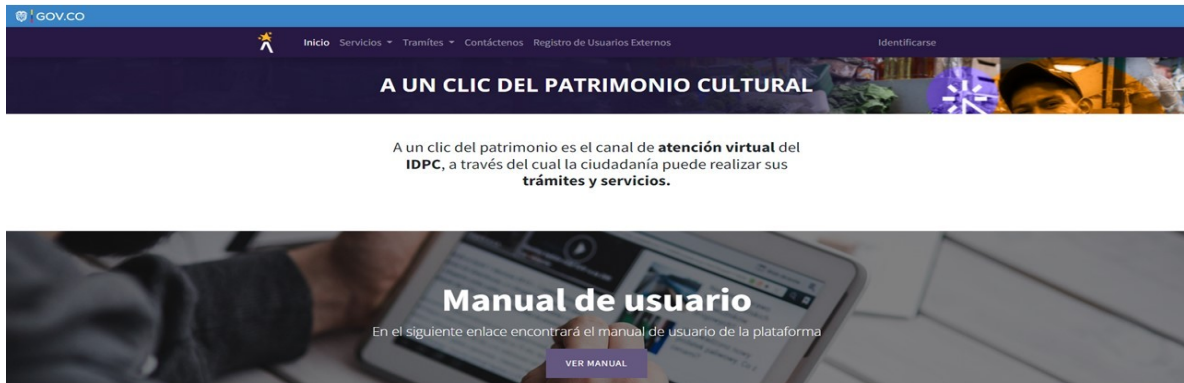 GOV.CO
Inicio Servicios Tramítes Contáctenos Registro de Usuarios Externos Identificarse
A UN CLIC DEL PATRIMONIO CULTURAL
A un clic del patrimonio es el canal de atención virtual del
IDPC, a través del cual la ciudadanía puede realizar sus
trámites y servicios.
Manual de usuario
En el siguiente enlace encontrará el manual de usuario de la plataforma
VER MANUAL